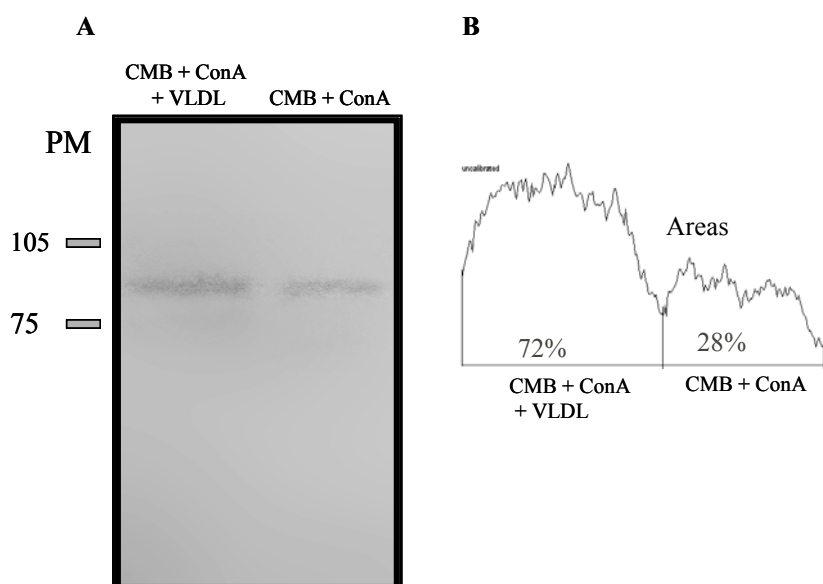 A
CMB + ConA
+ VLDL
CMB + ConA
PM
105
75
B
uncalibrated
Areas
72%
28%
CMB + ConA
+ VLDL
CMB + ConA